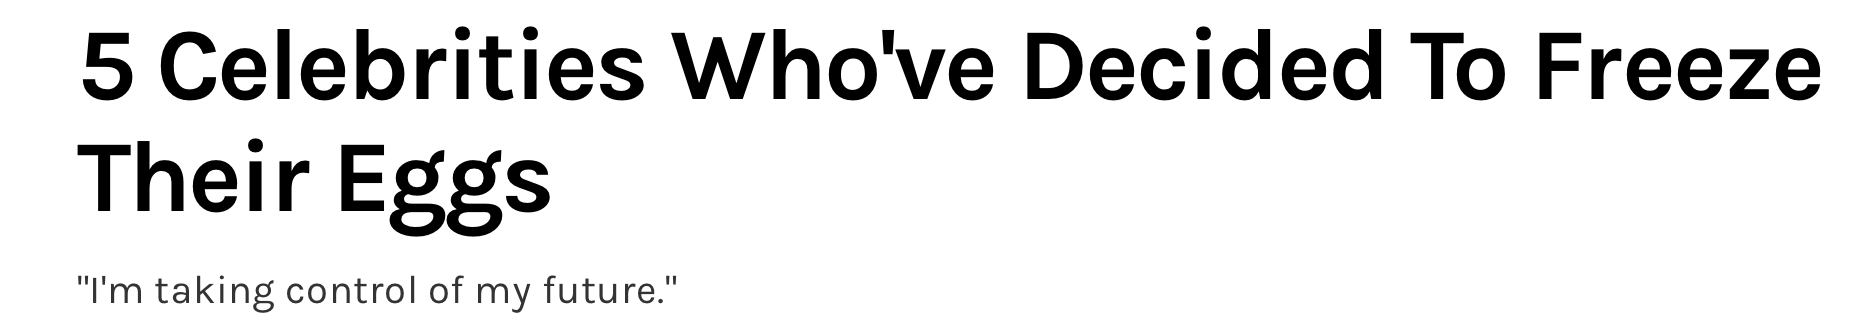 5 Celebrities Who've Decided To Freeze
Their Eggs
"I'm taking control of my future."